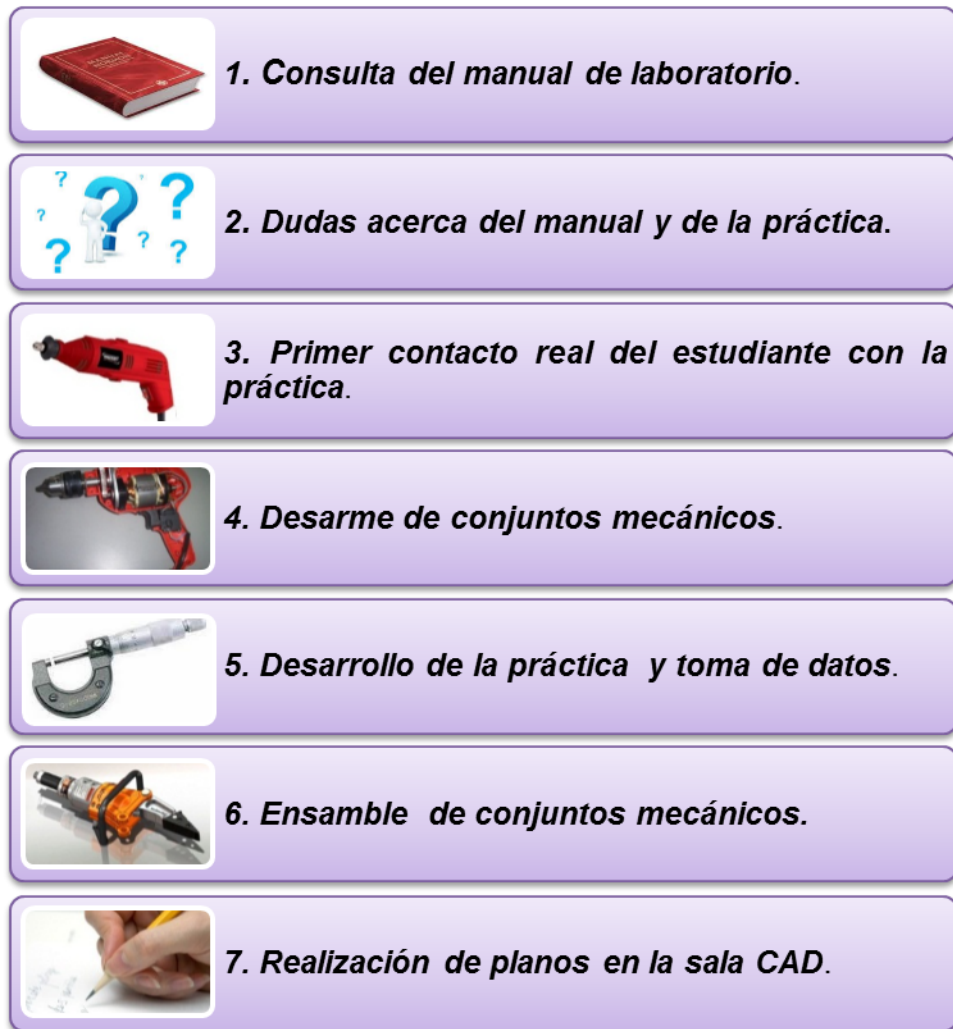 1. Consulta del manual de laboratorio.
2. Dudas acerca del manual y de la práctica.
3. Primer contacto real del estudiante con la
práctica.
4. Desarme de conjuntos mecánicos.
5. Desarrollo de la práctica y toma de datos.
6. Ensamble de conjuntos mecánicos.
7. Realización de planos en la sala CAD.